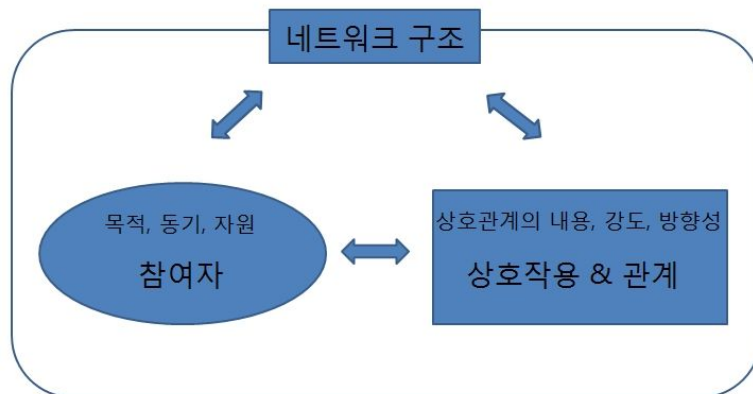 네트워크 구조
목적, 동기, 자원
참여자
상호관계의 내용, 강도, 방향성
상호작용 & 관계